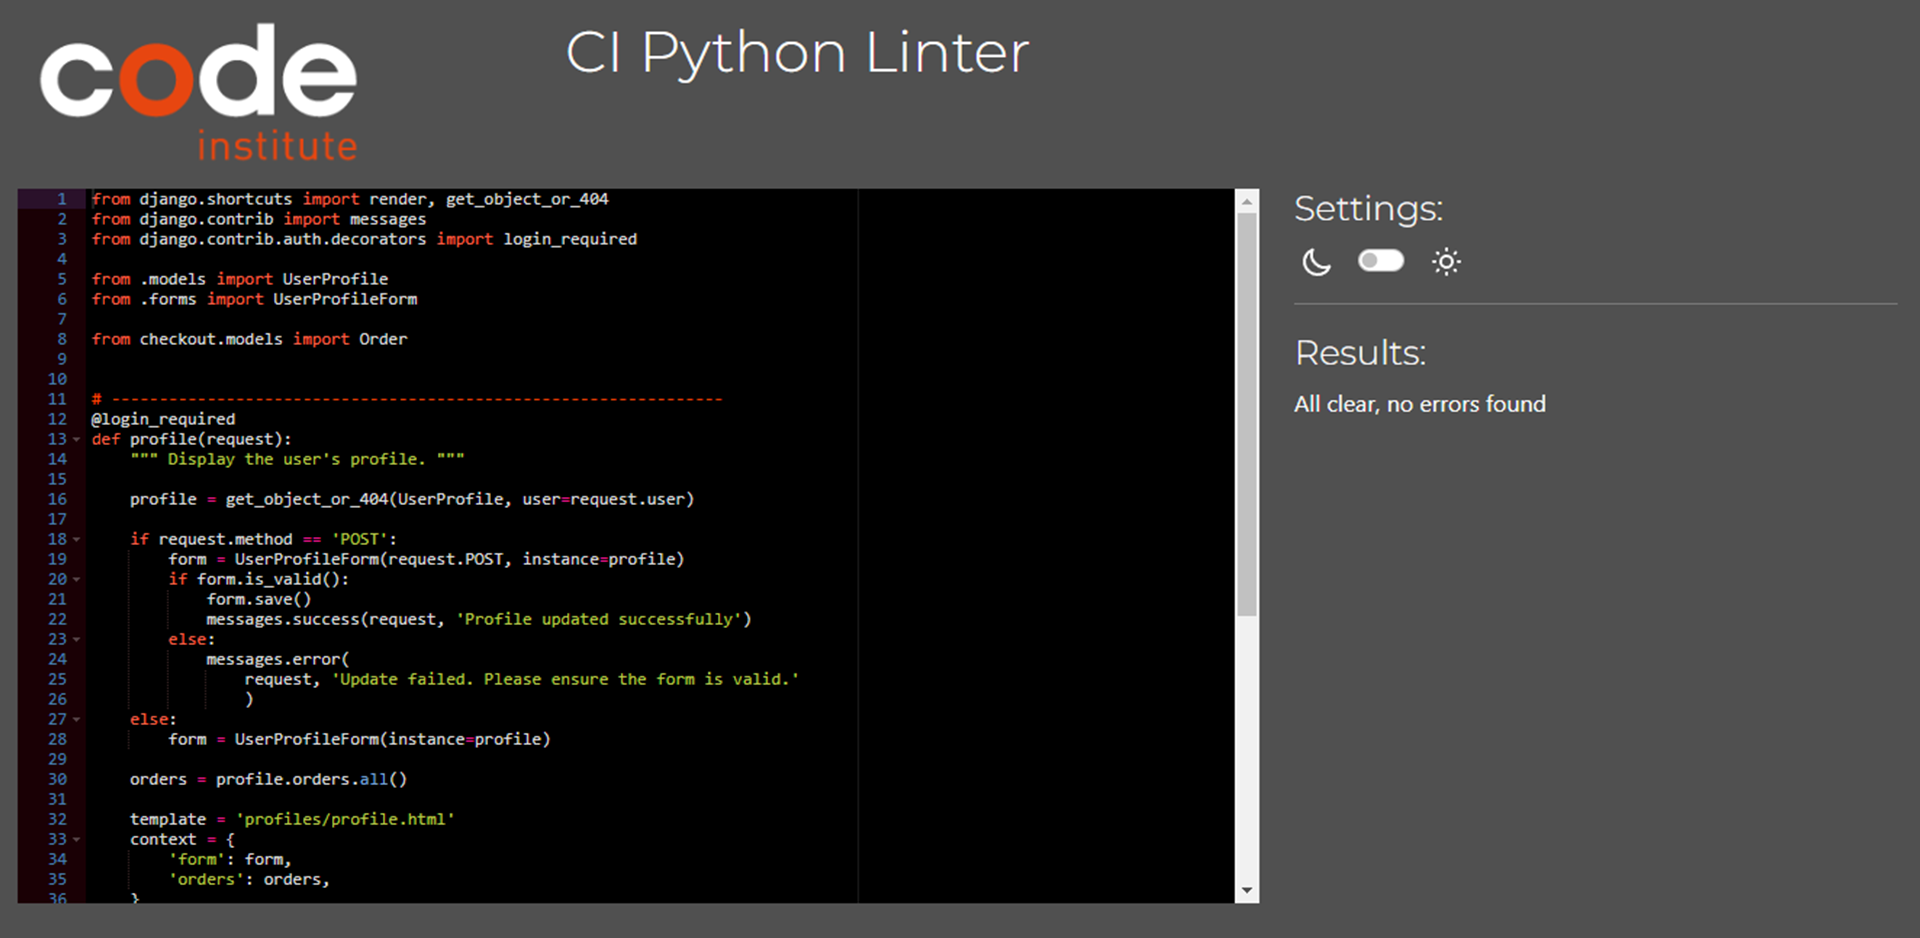 code
institute
CI Python Linter
1 from django.shortcuts import render, get_object_or_404
2 from django.contrib import messages
3 from django.contrib.auth.decorators import login_required
4
5 from .models import UserProfile
6 from .forms import UserProfileForm
7
8 from checkout.models import Order
9
10
11 # ----------------------------------------------------------------
12 @login_required
13 def profile(request):
14     """ Display the user's profile. """
15
16     profile = get_object_or_404(UserProfile, user=request.user)
17
18     if request.method == 'POST':
19         form = UserProfileForm(request.POST, instance=profile)
20         if form.is_valid():
21             form.save()
22             messages.success(request, 'Profile updated successfully')
23         else:
24             messages.error(
25                 request, 'Update failed. Please ensure the form is valid.'
26                 )
27     else:
28         form = UserProfileForm(instance=profile)
29
30     orders = profile.orders.all()
31
32     template = 'profiles/profile.html'
33     context = {
34         'form': form,
35         'orders': orders,
36     }
Settings:
Results:
All clear, no errors found